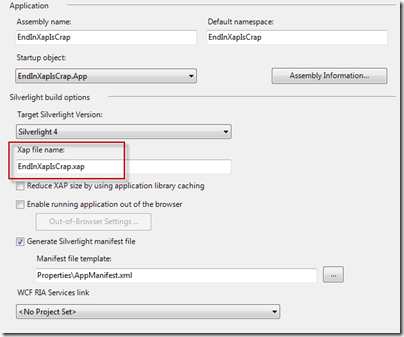 Application
Assembly name: Default namespace:
EndInXapIsCrap EndInXapIsCrap
Startup object:
EndInXapIsCrap.App Assembly Information...
Silverlight build options
Target Silverlight Version:
Silverlight 4
Xap file name:
EndInXapIsCrap.xap
Reduce XAP size by using application library caching
Enable running application out of the browser
Out-of-Browser Settings ...
Generate Silverlight manifest file
Manifest file template:
Properties\AppManifest.xml ...
WCF RIA Services link
<No Project Set>